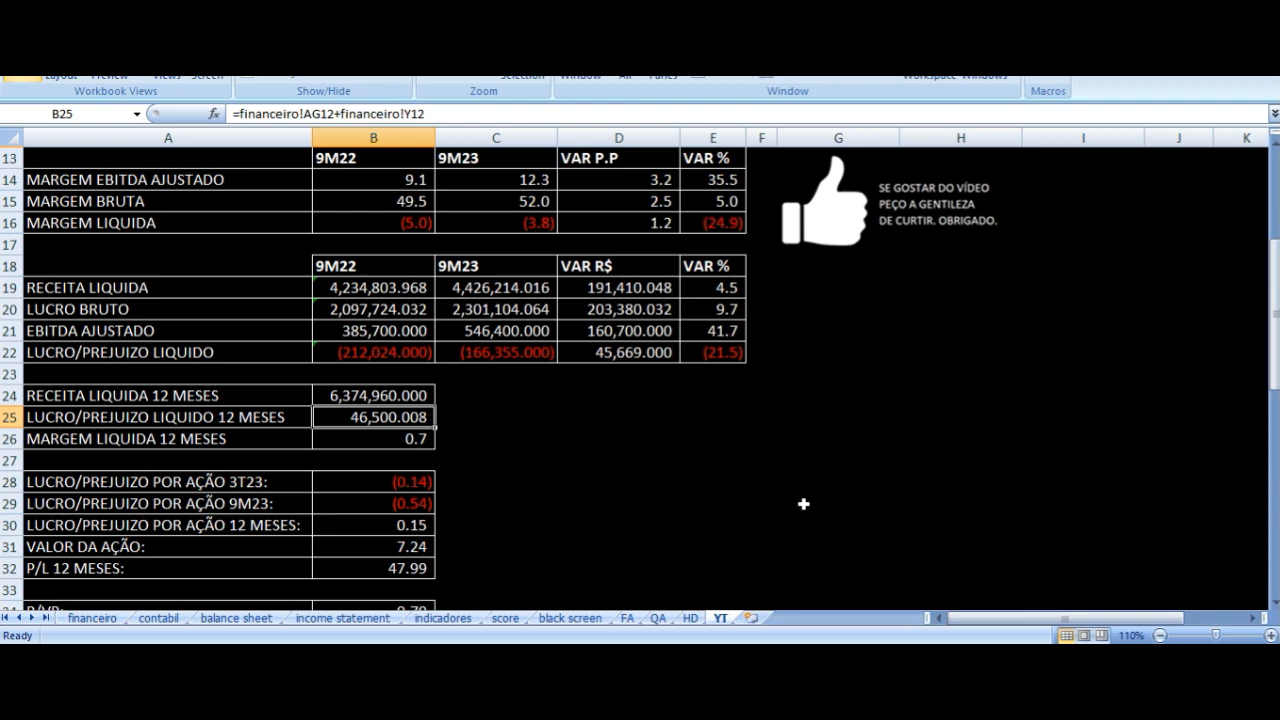 Workbook Views Show/Hide Zoom Window Macros
B25 fx =financeiro!AG12+financeiro!Y12
A B C D E F G H I J K
13 9M22 9M23 VAR P.P VAR %
14 MARGEM EBITDA AJUSTADO 9.1 12.3 3.2 35.5
15 MARGEM BRUTA 49.5 52.0 2.5 5.0
16 MARGEM LIQUIDA (5.0) (3.8) 1.2 (24.9)
SE GOSTAR DO VÍDEO
PEÇO A GENTILEZA
DE CURTIR. OBRIGADO.
17
18 9M22 9M23 VAR R$ VAR %
19 RECEITA LIQUIDA 4,234,803.968 4,426,214.016 191,410.048 4.5
20 LUCRO BRUTO 2,097,724.032 2,301,104.064 203,380.032 9.7
21 EBITDA AJUSTADO 385,700.000 546,400.000 160,700.000 41.7
22 LUCRO/PREJUIZO LIQUIDO (212,024.000) (166,355.000) 45,669.000 (21.5)
23
24 RECEITA LIQUIDA 12 MESES 6,374,960.000
25 LUCRO/PREJUIZO LIQUIDO 12 MESES 46,500.008
26 MARGEM LIQUIDA 12 MESES 0.7
27
28 LUCRO/PREJUIZO POR AÇÃO 3T23: (0.14)
29 LUCRO/PREJUIZO POR AÇÃO 9M23: (0.54)
30 LUCRO/PREJUIZO POR AÇÃO 12 MESES: 0.15
31 VALOR DA AÇÃO: 7.24
32 P/L 12 MESES: 47.99
33
financeiro contabil balance sheet income statement indicadores score black screen FA QA HD YT
Ready 110%